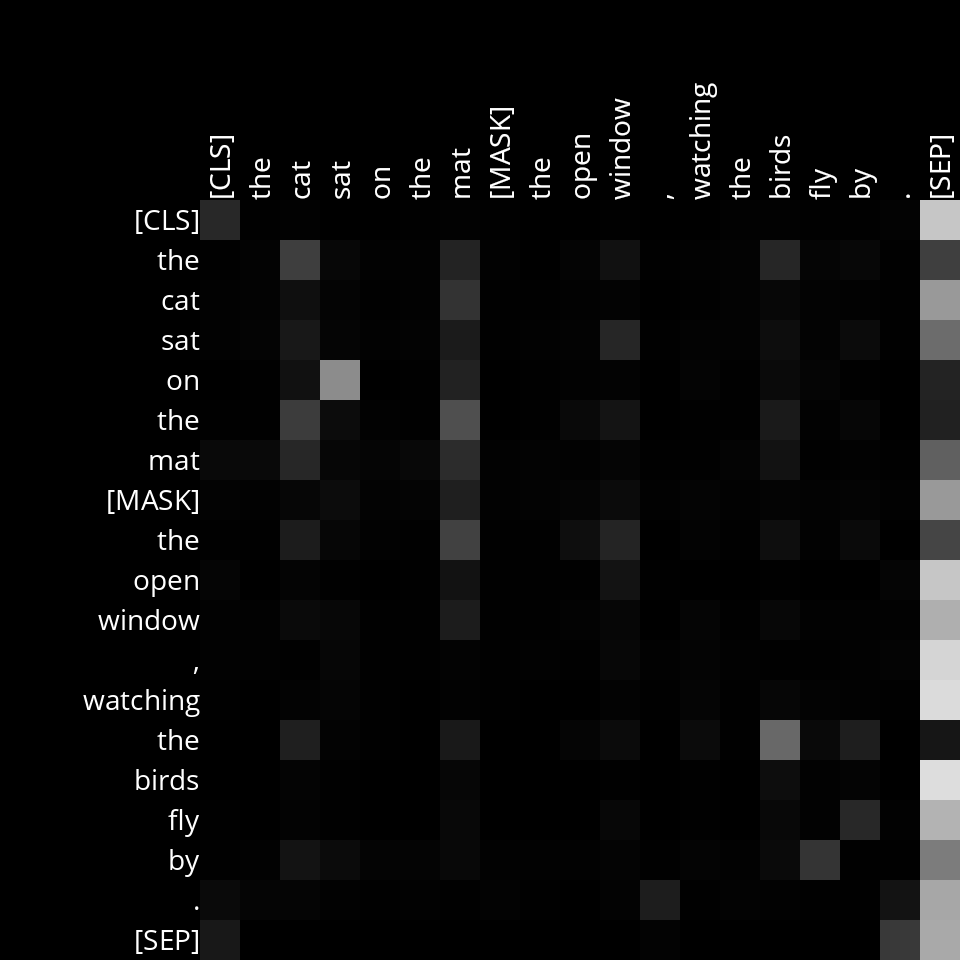 [CLS] the cat sat on the mat [MASK] the open window , watching the birds fly by . [SEP]
[CLS]
the
cat
sat
on
the
mat
[MASK]
the
open
window
,
watching
the
birds
fly
by
.
[SEP]